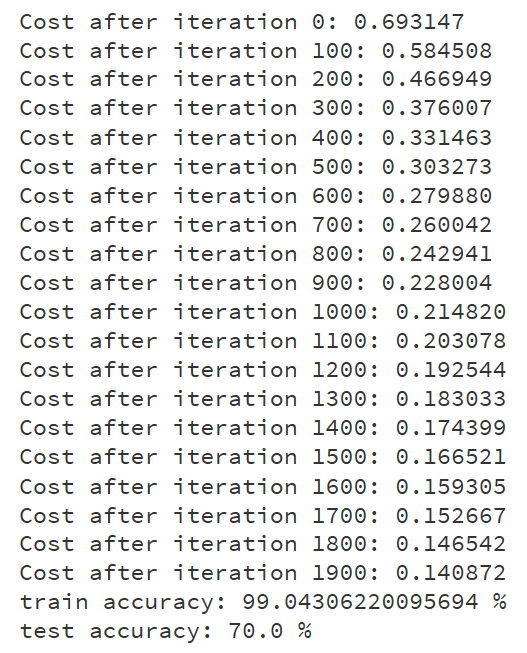 Cost after iteration 0: 0.693147
Cost after iteration 100: 0.584508
Cost after iteration 200: 0.466949
Cost after iteration 300: 0.376007
Cost after iteration 400: 0.331463
Cost after iteration 500: 0.303273
Cost after iteration 600: 0.279880
Cost after iteration 700: 0.260042
Cost after iteration 800: 0.242941
Cost after iteration 900: 0.228004
Cost after iteration 1000: 0.214820
Cost after iteration 1100: 0.203078
Cost after iteration 1200: 0.192544
Cost after iteration 1300: 0.183033
Cost after iteration 1400: 0.174399
Cost after iteration 1500: 0.166521
Cost after iteration 1600: 0.159305
Cost after iteration 1700: 0.152667
Cost after iteration 1800: 0.146542
Cost after iteration 1900: 0.140872
train accuracy: 99.04306220095694 %
test accuracy: 70.0 %